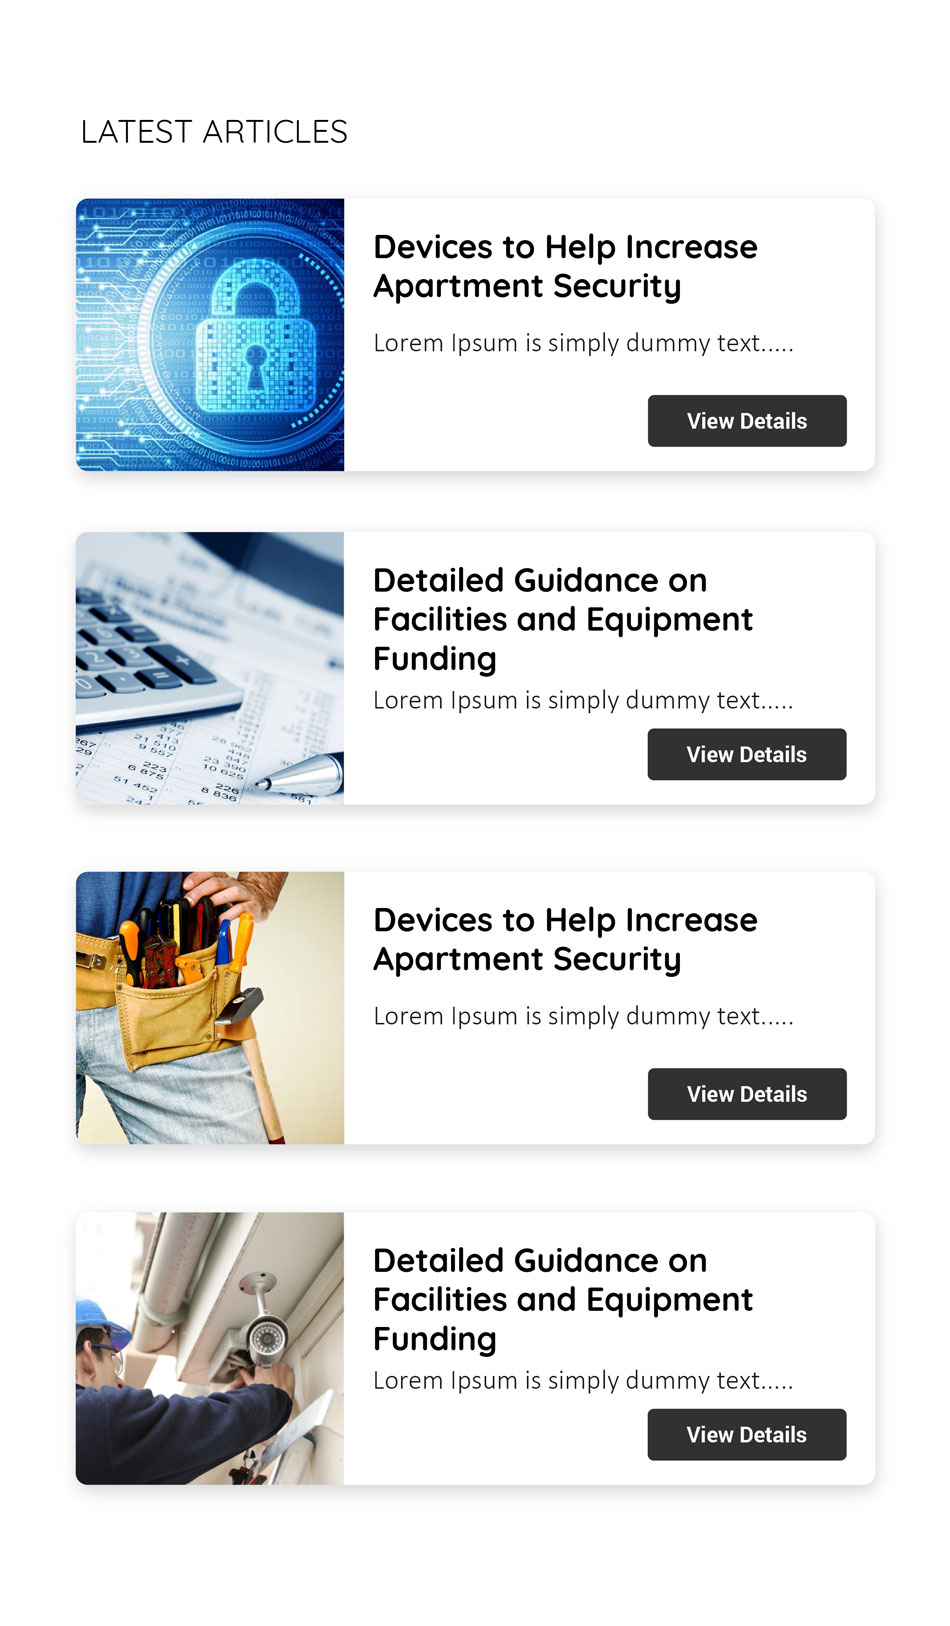 LATEST ARTICLES
Devices to Help Increase
Apartment Security
Lorem Ipsum is simply dummy text.....
View Details
Detailed Guidance on
Facilities and Equipment
Funding
Lorem Ipsum is simply dummy text.....
View Details
Devices to Help Increase
Apartment Security
Lorem Ipsum is simply dummy text.....
View Details
Detailed Guidance on
Facilities and Equipment
Funding
Lorem Ipsum is simply dummy text.....
View Details